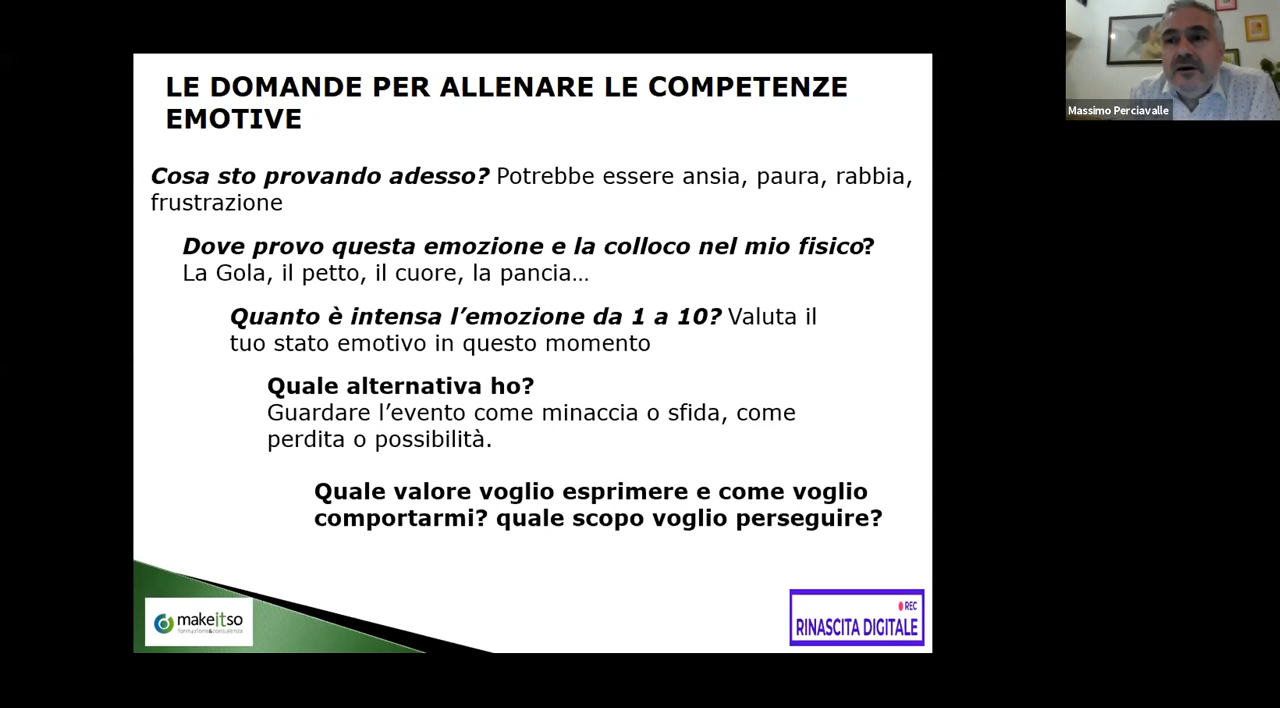 LE DOMANDE PER ALLENARE LE COMPETENZE
EMOTIVE
Cosa sto provando adesso? Potrebbe essere ansia, paura, rabbia,
frustrazione
Dove provo questa emozione e la colloco nel mio fisico?
La Gola, il petto, il cuore, la pancia…
Quanto è intensa l’emozione da 1 a 10? Valuta il
tuo stato emotivo in questo momento
Quale alternativa ho?
Guardare l’evento come minaccia o sfida, come
perdita o possibilità.
Quale valore voglio esprimere e come voglio
comportarmi? quale scopo voglio perseguire?
makeitso
formazione&consulenza
REC
RINASCITA DIGITALE
Massimo Perciavalle